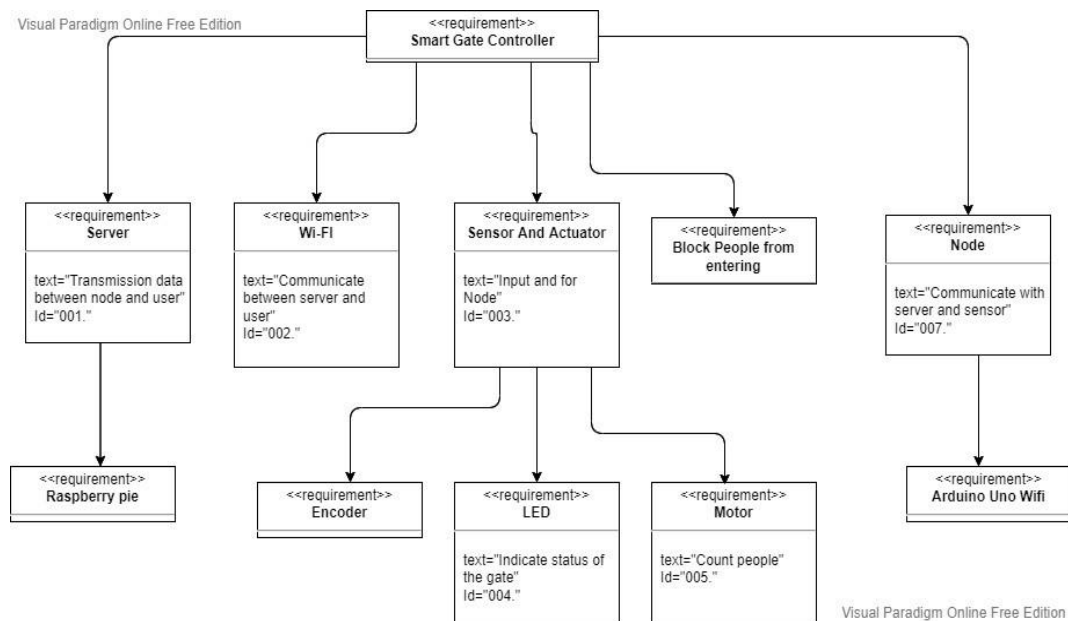 Visual Paradigm Online Free Edition
<<requirement>>
Smart Gate Controller
<<requirement>>
Server
text="Transmission data
between node and user"
Id="001."
<<requirement>>
Wi-FI
text="Communicate
between server and
user"
Id="002."
<<requirement>>
Sensor And Actuator
text="Input and for
Node"
Id="003."
<<requirement>>
Block People from
entering
<<requirement>>
Node
text="Communicate with
server and sensor"
Id="007."
<<requirement>>
Raspberry pie
<<requirement>>
Encoder
<<requirement>>
LED
text="Indicate status of
the gate"
Id="004."
<<requirement>>
Motor
text="Count people"
Id="005."
<<requirement>>
Arduino Uno Wifi
Visual Paradigm Online Free Edition